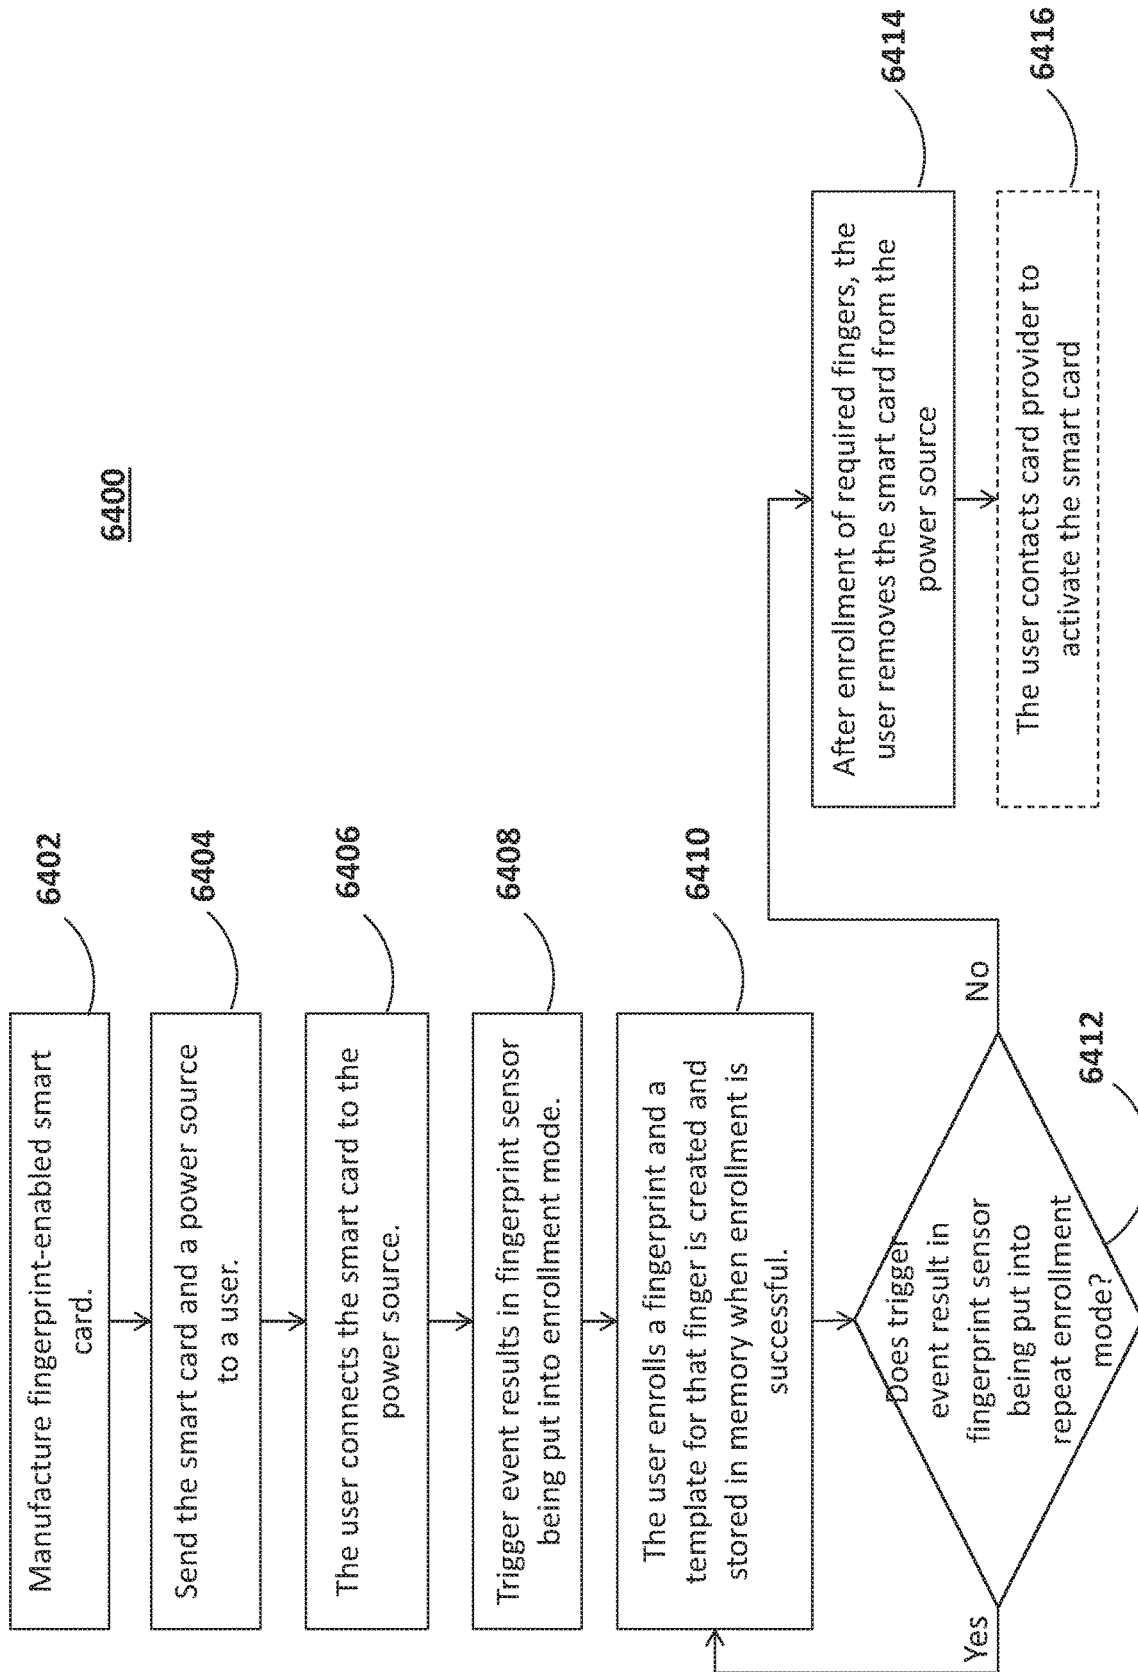 6400
Manufacture fingerprint-enabled smart
card.
6402
Send the smart card and a power source
to a user.
6404
The user connects the smart card to the
power source.
6406
Trigger event results in fingerprint sensor
being put into enrollment mode.
6408
The user enrolls a fingerprint and a
template for that finger is created and
stored in memory when enrollment is
successful.
6410
Does trigger
event result in
fingerprint sensor
being put into
repeat enrollment
mode?
6412
Yes
No
After enrollment of required fingers, the
user removes the smart card from the
power source
6414
The user contacts card provider to
activate the smart card
6416